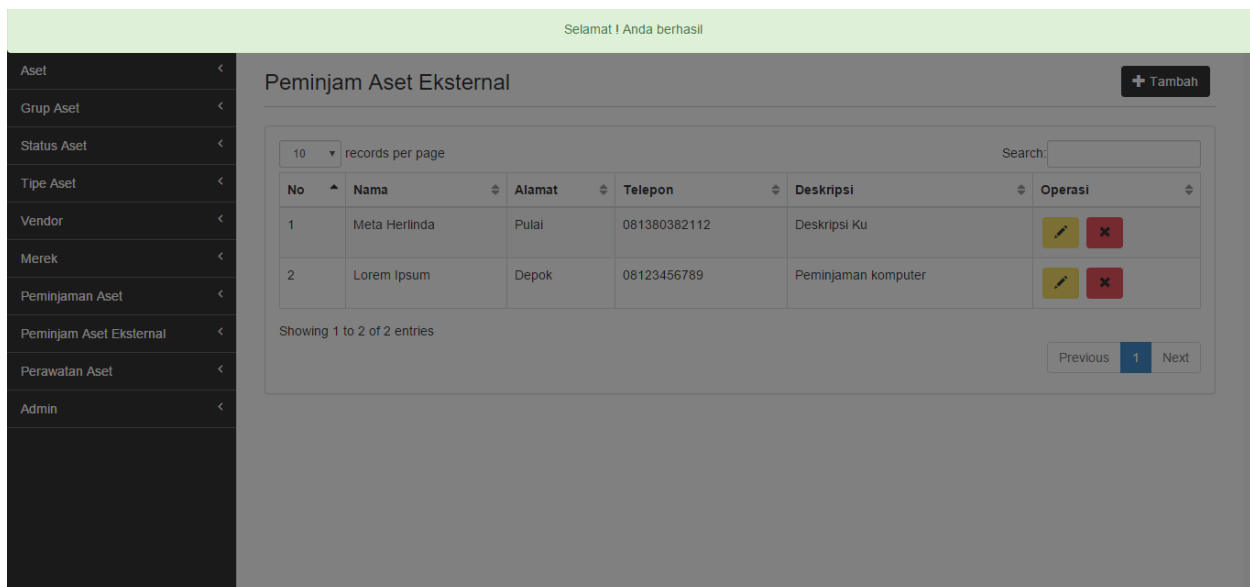 Selamat ! Anda berhasil
Aset
Grup Aset
Status Aset
Tipe Aset
Vendor
Merek
Peminjaman Aset
Peminjam Aset Eksternal
Perawatan Aset
Admin
Peminjam Aset Eksternal
Tambah
10 records per page
Search:
No Nama Alamat Telepon Deskripsi Operasi
1 Meta Herlinda Pulai 081380382112 Deskripsi Ku
2 Lorem Ipsum Depok 08123456789 Peminjaman komputer
Showing 1 to 2 of 2 entries
Previous 1 Next